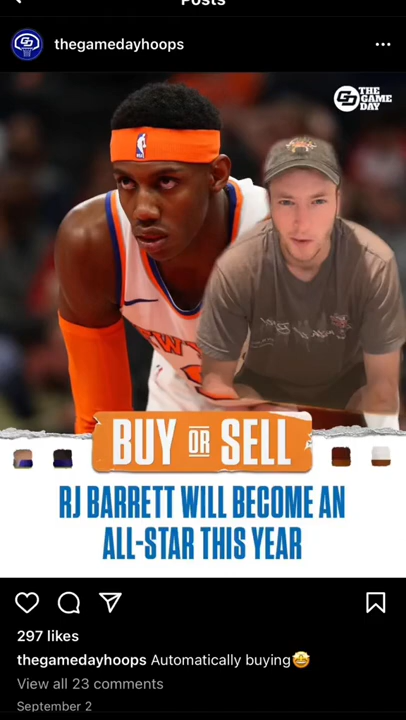 Posts
thegamedayhoops
THE
GAME
DAY
BUY OR SELL
RJ BARRETT WILL BECOME AN
ALL-STAR THIS YEAR
297 likes
thegamedayhoops Automatically buying🤩
View all 23 comments
September 2